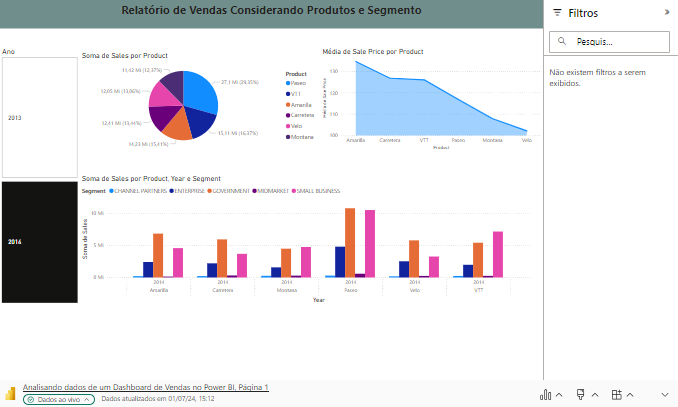 Relatório de Vendas Considerando Produtos e Segmento
Filtros
Pesquis...
Não existem filtros a serem
exibidos.
Ano
2013
2014
Soma de Sales por Product
11,42 Mi (12,37%)
12,05 Mi (13,06%)
12,41 Mi (13,44%)
14,23 Mi (15,41%)
27,1 Mi (29,35%)
15,11 Mi (16,37%)
Product
Paseo
VTT
Amarilla
Carretera
Velo
Montana
Média de Sale Price por Product
Média de Sale Price
130
120
110
100
Amarilla Carretera VTT Paseo Montana Velo
Product
Soma de Sales por Product, Year e Segment
Segment CHANNEL PARTNERS ENTERPRISE GOVERNMENT MIDMARKET SMALL BUSINESS
Soma de Sales
10 Mi
5 Mi
0 Mi
2014 2014 2014 2014 2014 2014
Amarilla Carretera Montana Paseo Velo VTT
Year
Analisando dados de um Dashboard de Vendas no Power BI, Página 1
Dados ao vivo
Dados atualizados em 01/07/24, 15:12